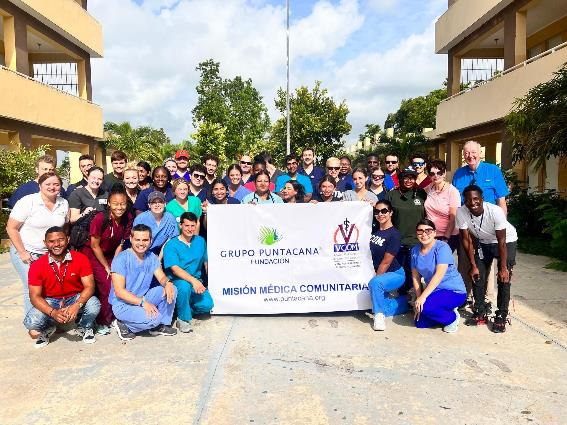 GRUPO PUNTACANA
FUNDACIÓN
VCOM
MISIÓN MÉDICA COMUNITARIA
www.puntacana.org